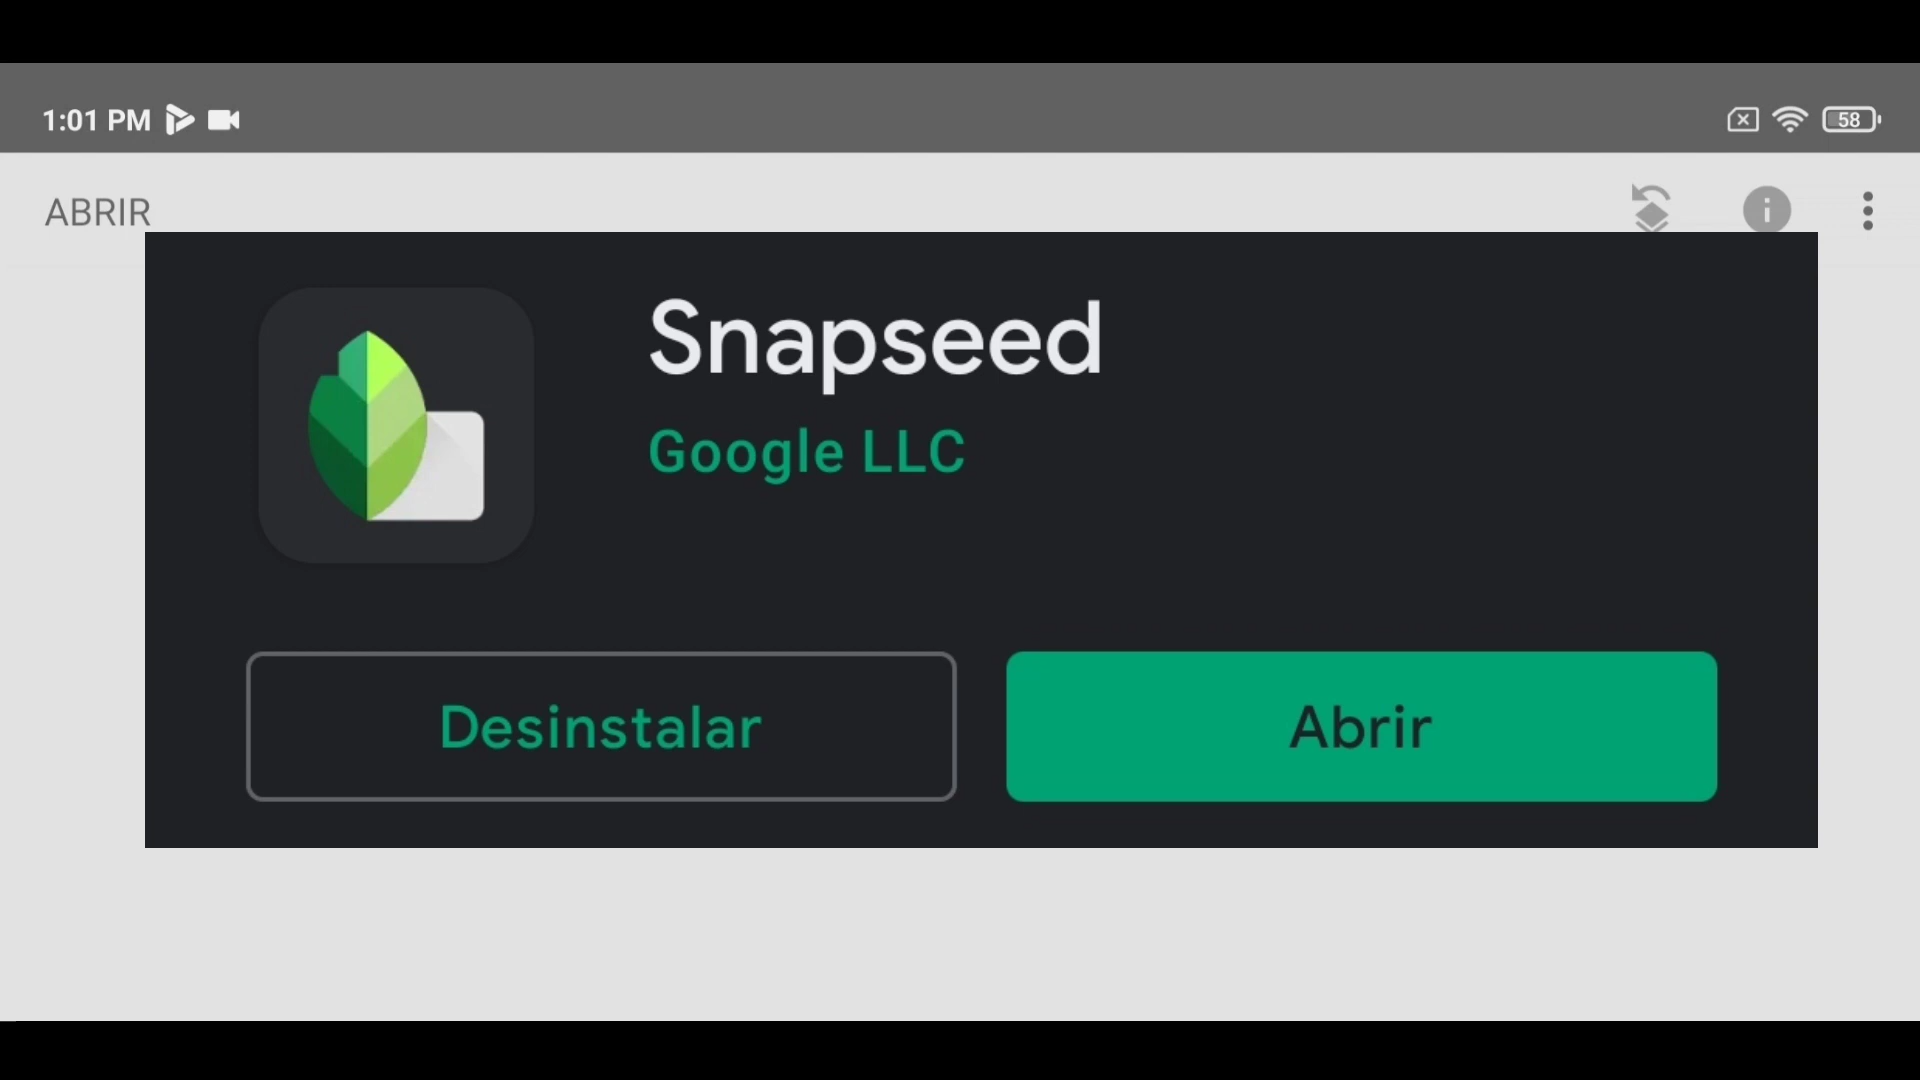 1:01 PM
58
ABRIR
Snapseed
Google LLC
Desinstalar
Abrir